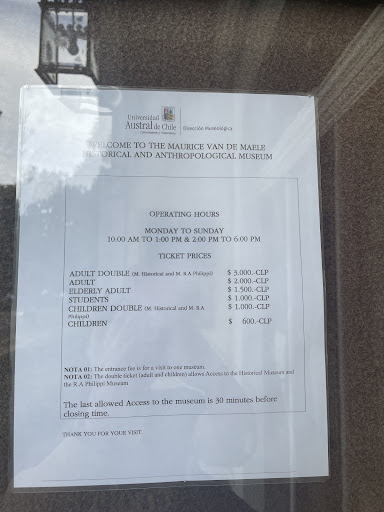 Universidad
Austral de Chile
Dirección Museológica
WELCOME TO THE MAURICE VAN DE MAELE
HISTORICAL AND ANTHROPOLOGICAL MUSEUM
OPERATING HOURS
MONDAY TO SUNDAY
10:00 AM TO 1:00 PM & 2:00 PM TO 6:00 PM
TICKET PRICES
ADULT DOUBLE (M. Historical and M. R A Philippi) $ 3.000.-CLP
ADULT $ 2.000.-CLP
ELDERLY ADULT $ 1.500.-CLP
STUDENTS $ 1.000.-CLP
CHILDREN DOUBLE (M. Historical and M. R A $ 1.000.-CLP
Philippi)
CHILDREN $ 600.-CLP
NOTA 01: The entrance fee is for a visit to one museum.
NOTA 02: The double ticket (adult and children) allows Access to the Historical Museum and
the R A Philippi Museum
The last allowed Access to the museum is 30 minutes before
closing time.
THANK YOU FOR YOUR VISIT.